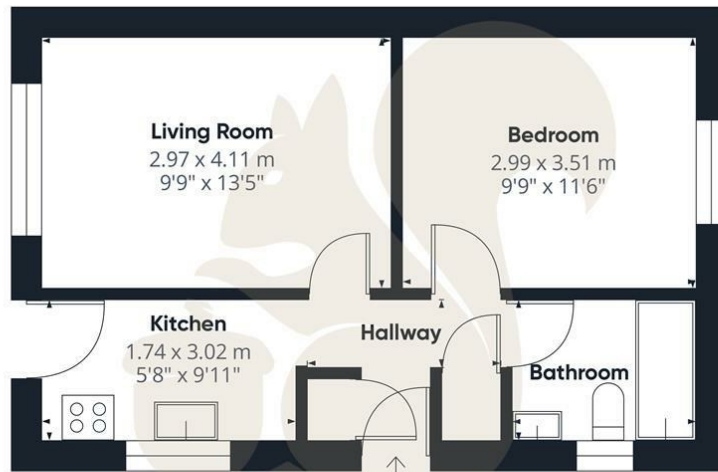 Living Room
2.97 x 4.11 m
9'9" x 13'5"
Bedroom
2.99 x 3.51 m
9'9" x 11'6"
Kitchen
1.74 x 3.02 m
5'8" x 9'11"
Hallway
Bathroom